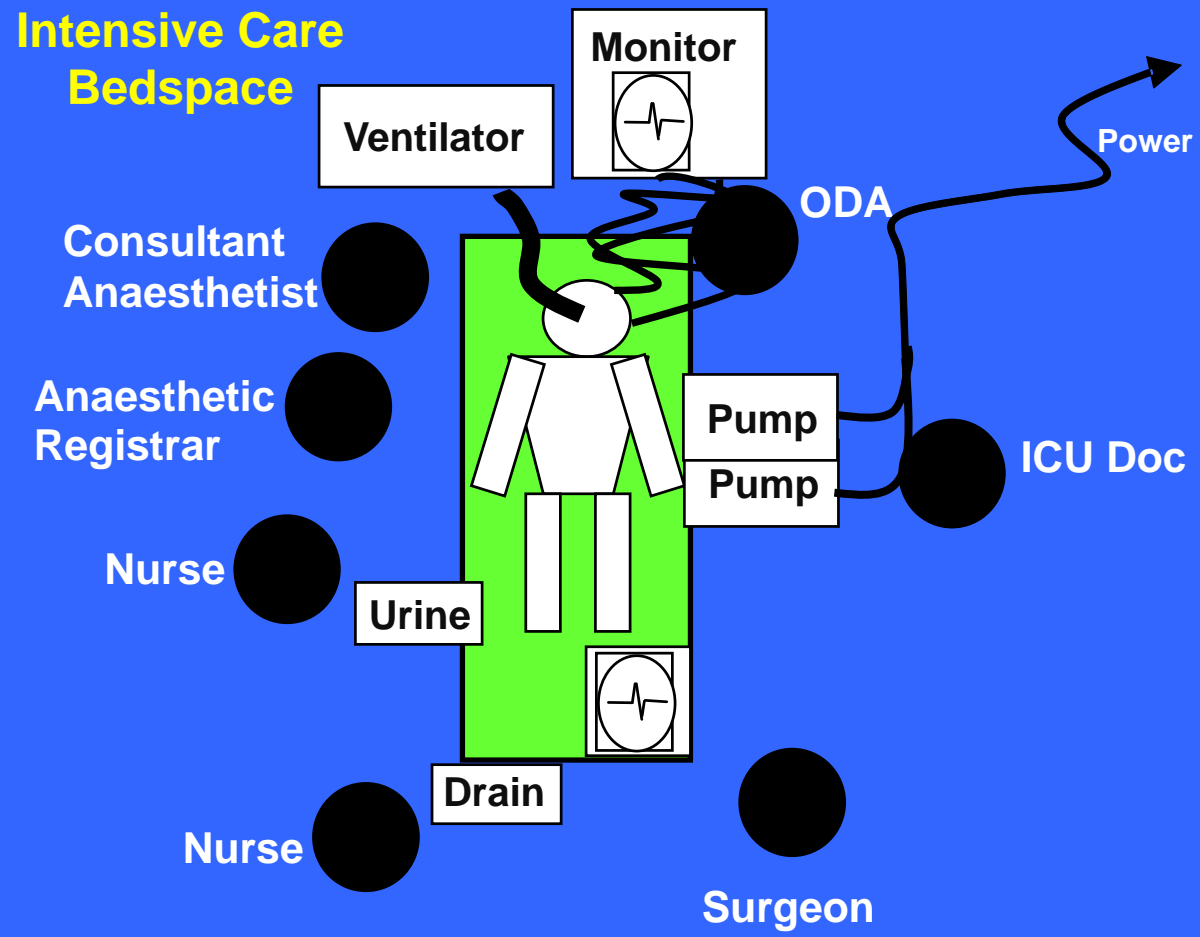 Intensive Care
Bedspace
Monitor
Ventilator
Power
ODA
Consultant
Anaesthetist
Anaesthetic
Registrar
Pump
ICU Doc
Pump
Nurse
Urine
Drain
Nurse
Surgeon